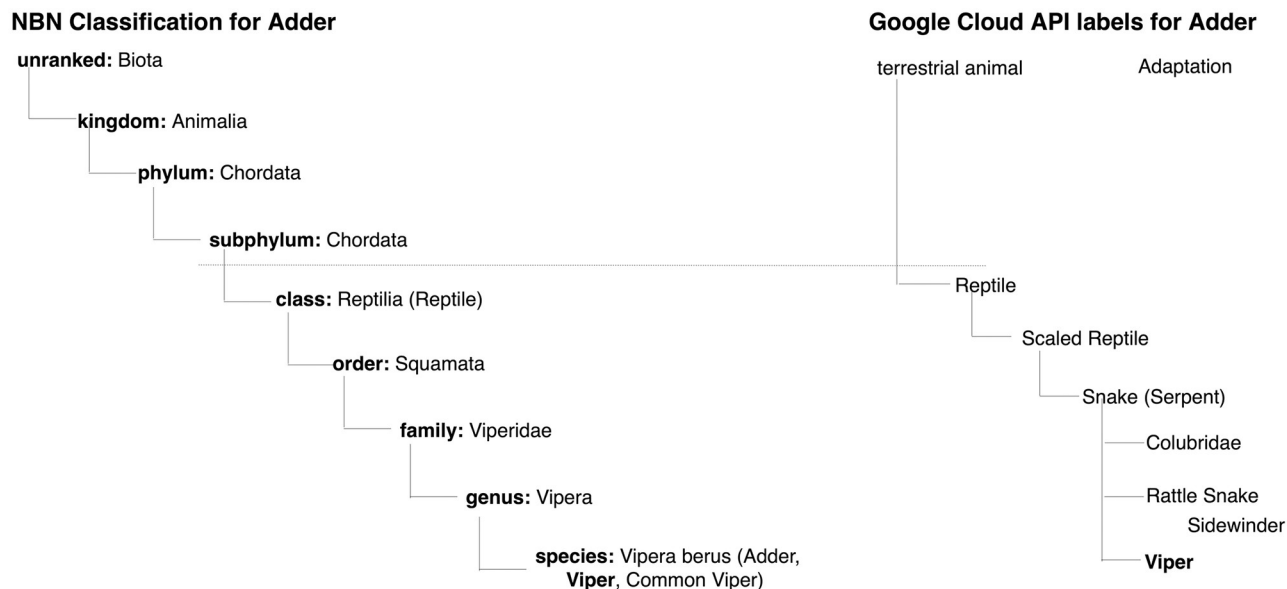 NBN Classification for Adder
unranked: Biota
kingdom: Animalia
phylum: Chordata
subphylum: Chordata
class: Reptilia (Reptile)
order: Squamata
family: Viperidae
genus: Vipera
species: Vipera berus (Adder,
Viper, Common Viper)
Google Cloud API labels for Adder
terrestrial animal
Adaptation
Reptile
Scaled Reptile
Snake (Serpent)
Colubridae
Rattle Snake
Sidewinder
Viper